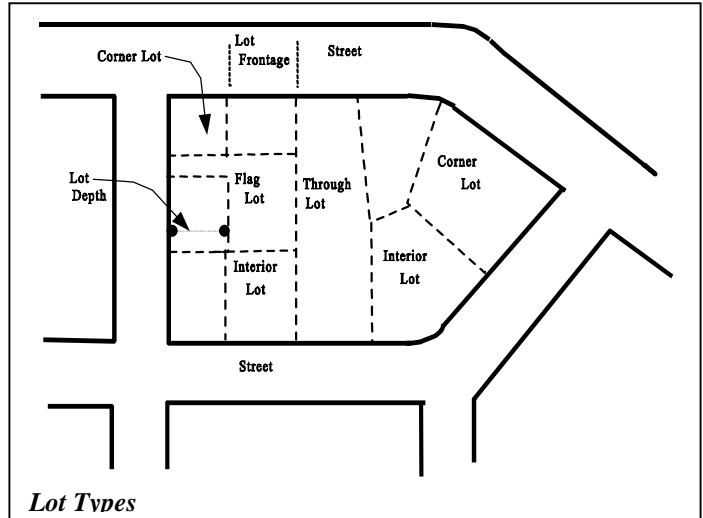 Lot
Frontage
Street
Corner Lot
Lot
Depth
Flag
Lot
Through
Lot
Corner
Lot
Interior
Lot
Interior
Lot
Street
Lot Types